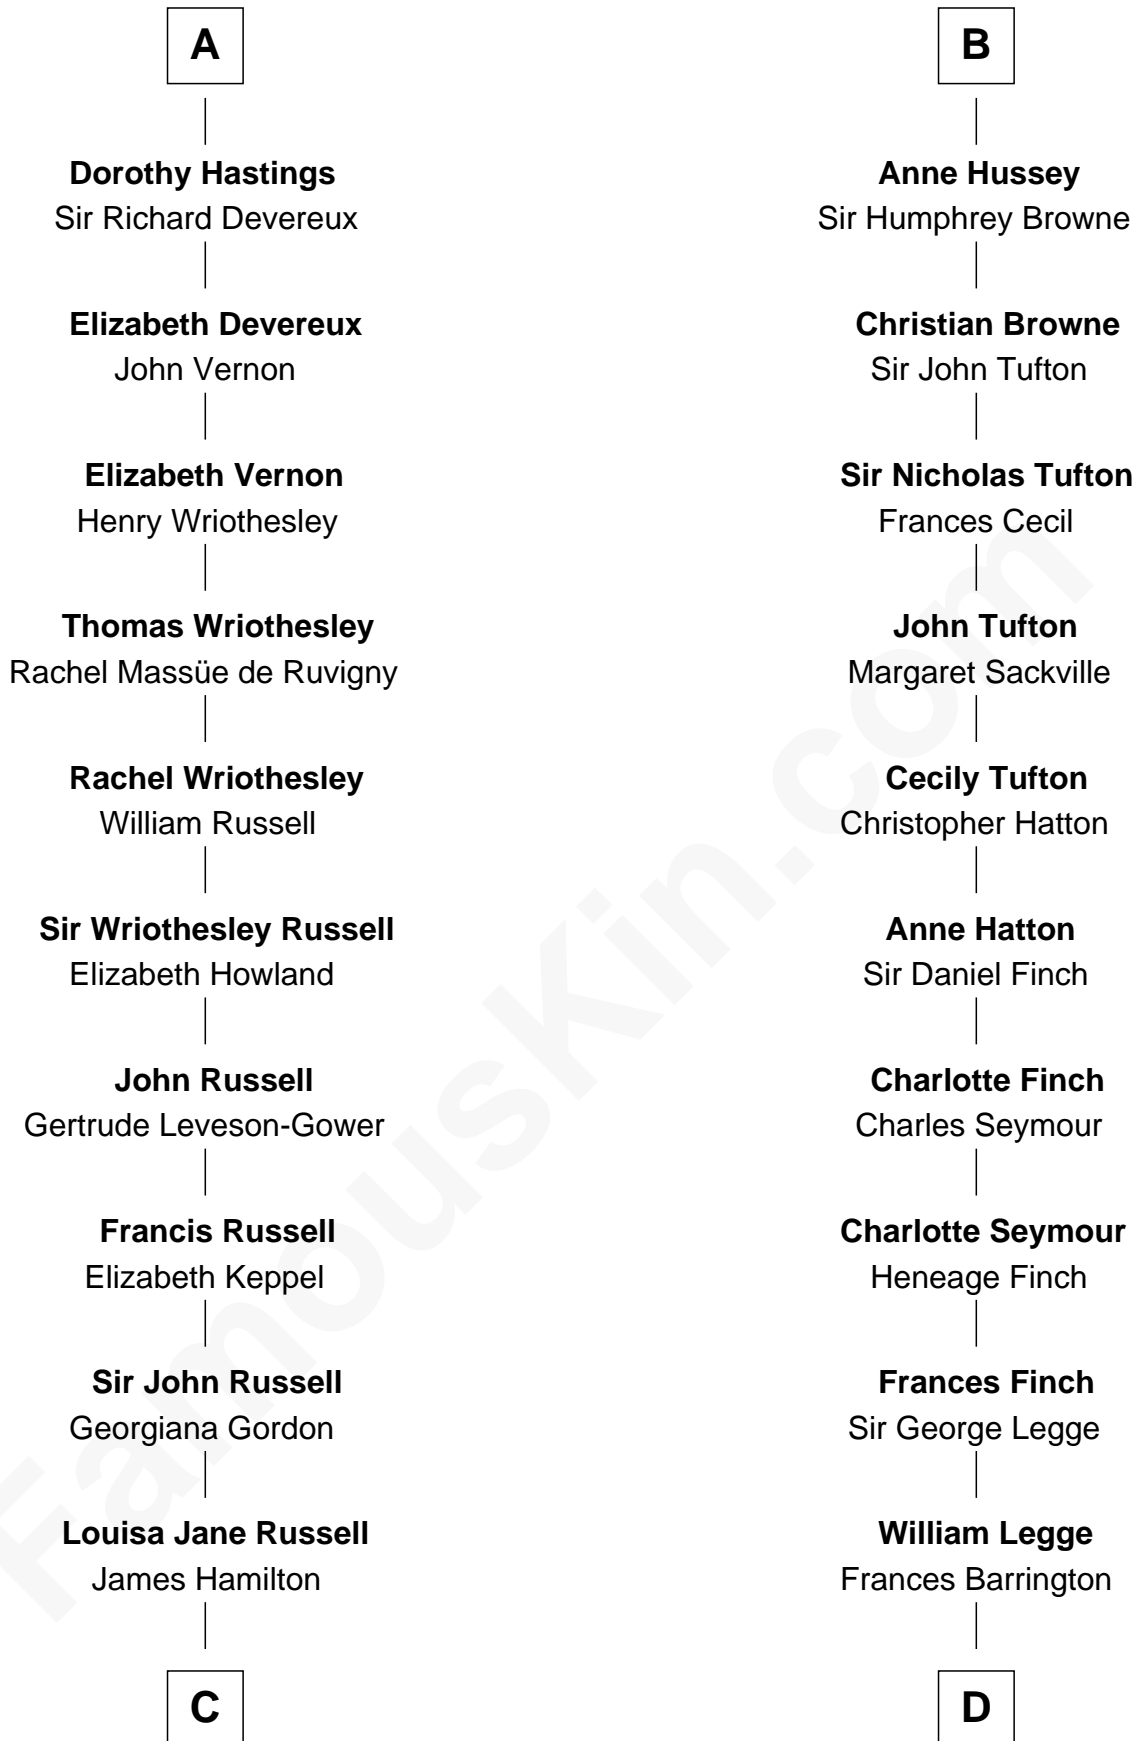 A
Dorothy Hastings
Sir Richard Devereux
Elizabeth Devereux
John Vernon
Elizabeth Vernon
Henry Wriothesley
Thomas Wriothesley
Rachel Massüe de Ruvigny
Rachel Wriothesley
William Russell
Sir Wriothesley Russell
Elizabeth Howland
John Russell
Gertrude Leveson-Gower
Francis Russell
Elizabeth Keppel
Sir John Russell
Georgiana Gordon
Louisa Jane Russell
James Hamilton
C
B
Anne Hussey
Sir Humphrey Browne
Christian Browne
Sir John Tufton
Sir Nicholas Tufton
Frances Cecil
John Tufton
Margaret Sackville
Cecily Tufton
Christopher Hatton
Anne Hatton
Sir Daniel Finch
Charlotte Finch
Charles Seymour
Charlotte Seymour
Heneage Finch
Frances Finch
Sir George Legge
William Legge
Frances Barrington
D
FamousKin.com